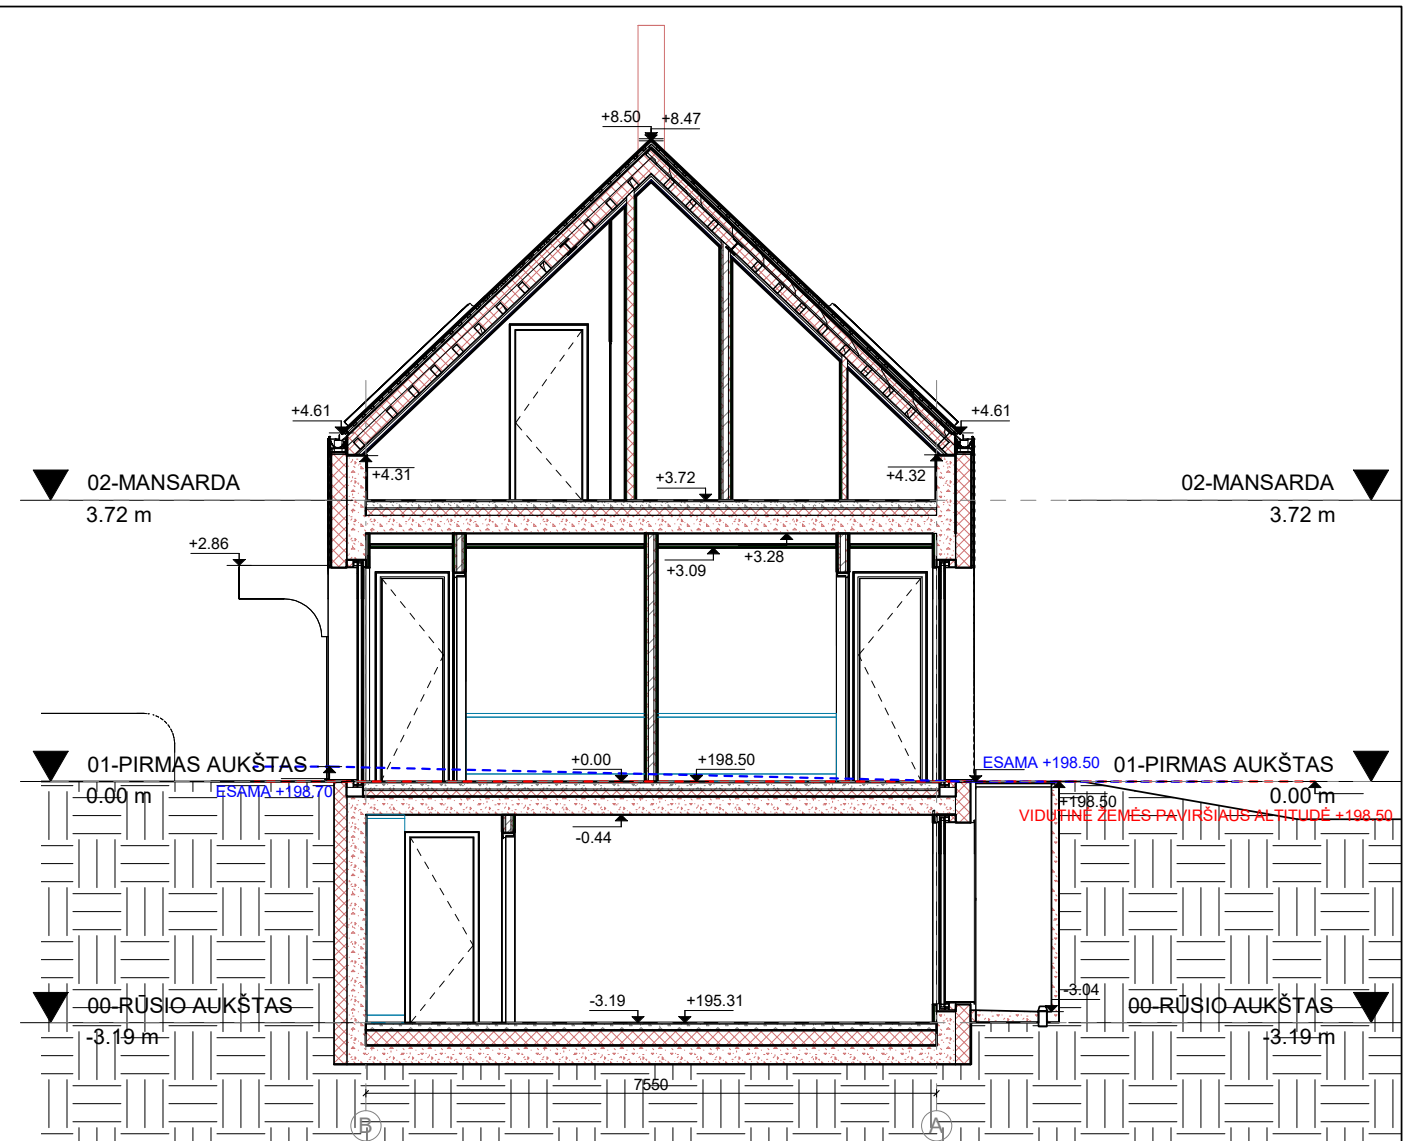 +8.50 +8.47
+4.61 +4.61
+4.31 +4.32
02-MANSARDA +3.72 02-MANSARDA
3.72 m 3.72 m
+2.86
+3.28
+3.09
01-PIRMAS AUKŠTAS +0.00 +198.50 ESAMA +198.50 01-PIRMAS AUKŠTAS
0.00 m ESAMA +198.70 +198.50 0.00 m
VIDUTINĖ ŽEMĖS PAVIRŠIAUS ALTITUDĖ +198.50
-0.44
-3.04
00-RŪSIO AUKŠTAS -3.19 +195.31 00-RŪSIO AUKŠTAS
-3.19 m -3.19 m
7550
B A